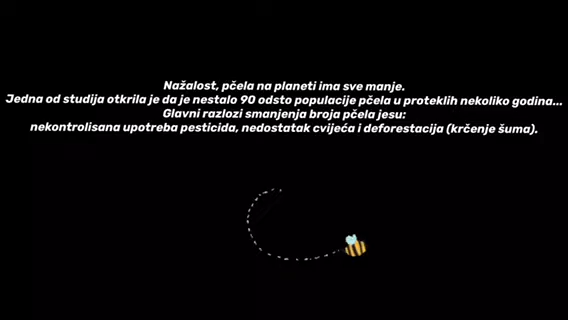 Nažalost, pčela na planeti ima sve manje.
Jedna od studija otkrila je da je nestalo 90 odsto populacije pčela u proteklih nekoliko godina...
Glavni razlozi smanjenja broja pčela jesu:
nekontrolisana upotreba pesticida, nedostatak cvijeća i deforestacija (krčenje šuma).